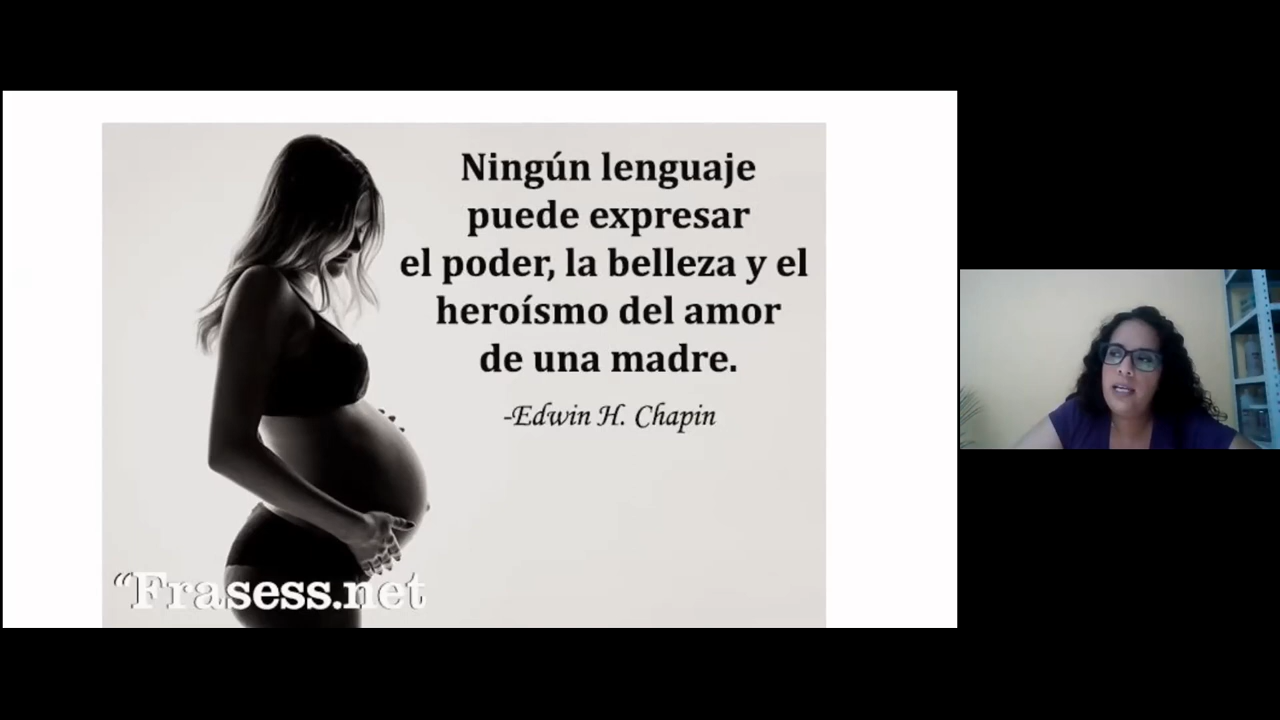 Ningún lenguaje
puede expresar
el poder, la belleza y el
heroísmo del amor
de una madre.
-Edwin H. Chapin
“Frasess.net